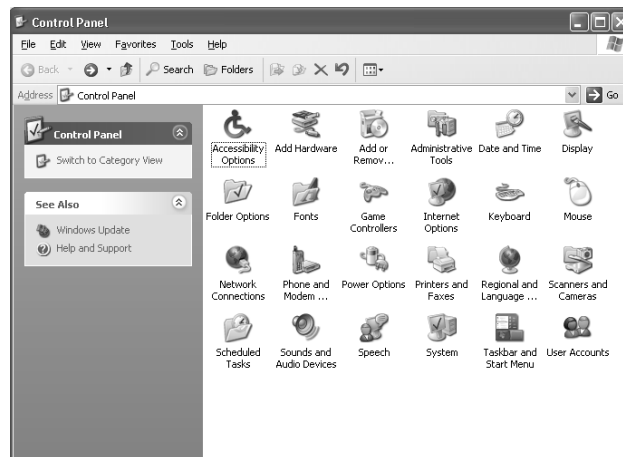 Control Panel
File Edit View Favorites Tools Help
Back Search Folders
Address Control Panel Go
Control Panel
Switch to Category View
See Also
Windows Update
Help and Support
Accessibility Options
Add Hardware
Add or Remov...
Administrative Tools
Date and Time
Display
Folder Options
Fonts
Game Controllers
Internet Options
Keyboard
Mouse
Network Connections
Phone and Modem ...
Power Options
Printers and Faxes
Regional and Language ...
Scanners and Cameras
Scheduled Tasks
Sounds and Audio Devices
Speech
System
Taskbar and Start Menu
User Accounts